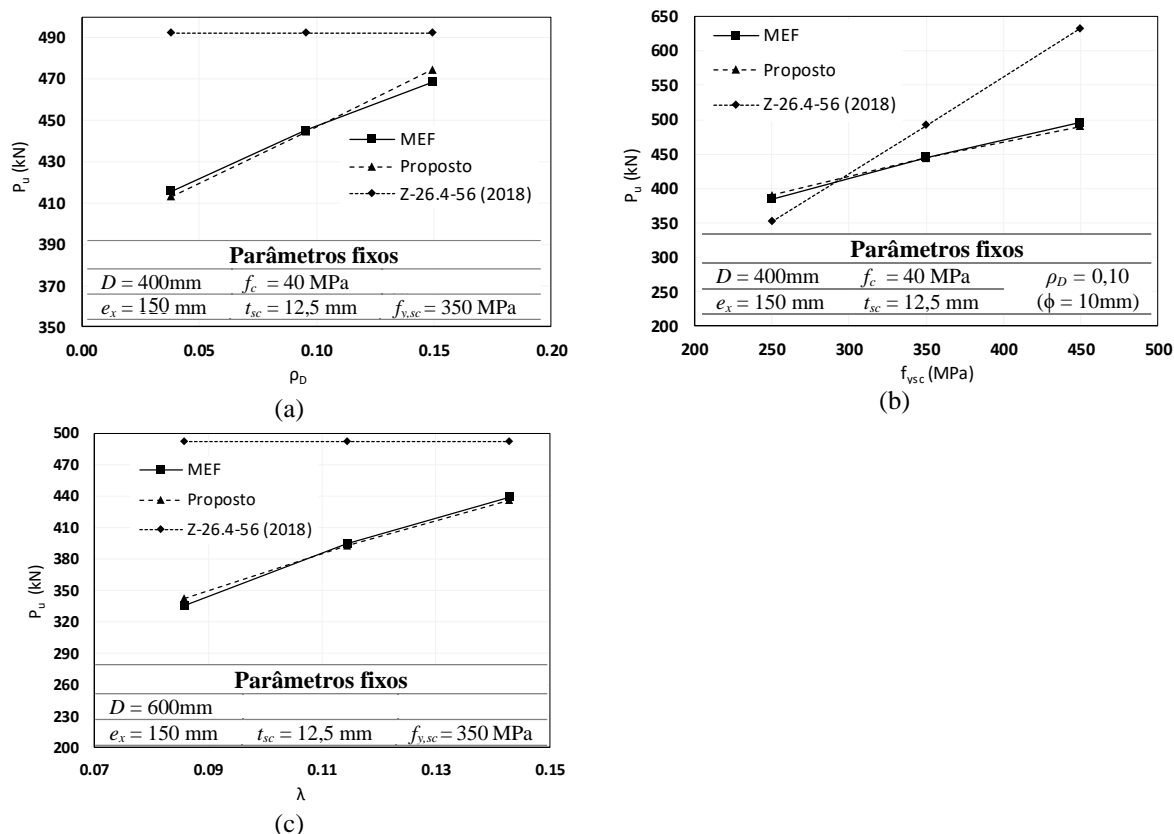 490
470
450
430
410
390
370
350
330
310
290
270
250
P_u (kN)
MEF
Proposto
Z-26.4-56 (2018)
Parâmetros fixos
D = 400mm f_c = 40 MPa
e_x = 150 mm t_sc = 12,5 mm f_y,sc = 350 MPa
0.00 0.05 0.10 0.15 0.20
ρ_D
(a)
650
600
550
500
450
400
350
300
250
200
P_u (kN)
MEF
Proposto
Z-26.4-56 (2018)
Parâmetros fixos
D = 400mm f_c = 40 MPa ρ_D = 0,10
e_x = 150 mm t_sc = 12,5 mm (ϕ = 10mm)
200 250 300 350 400 450 500
f_ysc (MPa)
(b)
500
470
440
410
380
350
320
290
260
230
200
P_u (kN)
MEF
Proposto
Z-26.4-56 (2018)
Parâmetros fixos
D = 600mm
e_x = 150 mm t_sc = 12,5 mm f_y,sc = 350 MPa
0.07 0.09 0.11 0.13 0.15
λ
(c)